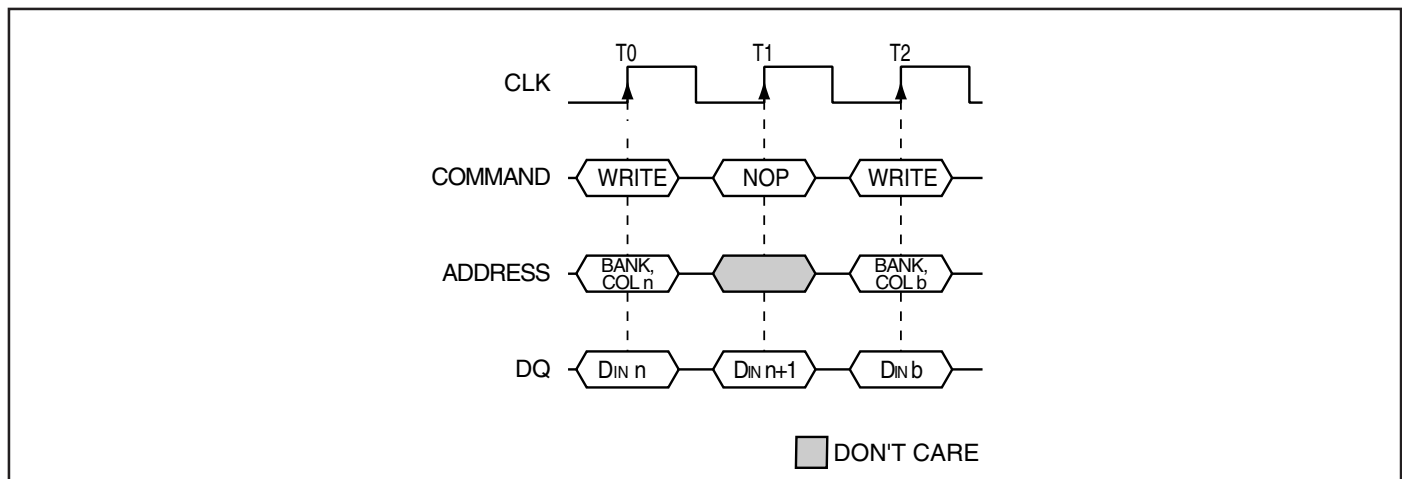 T0 T1 T2
CLK
COMMAND WRITE NOP WRITE
ADDRESS BANK, COL n BANK, COL b
DQ DIN n DIN n+1 DIN b
DON'T CARE